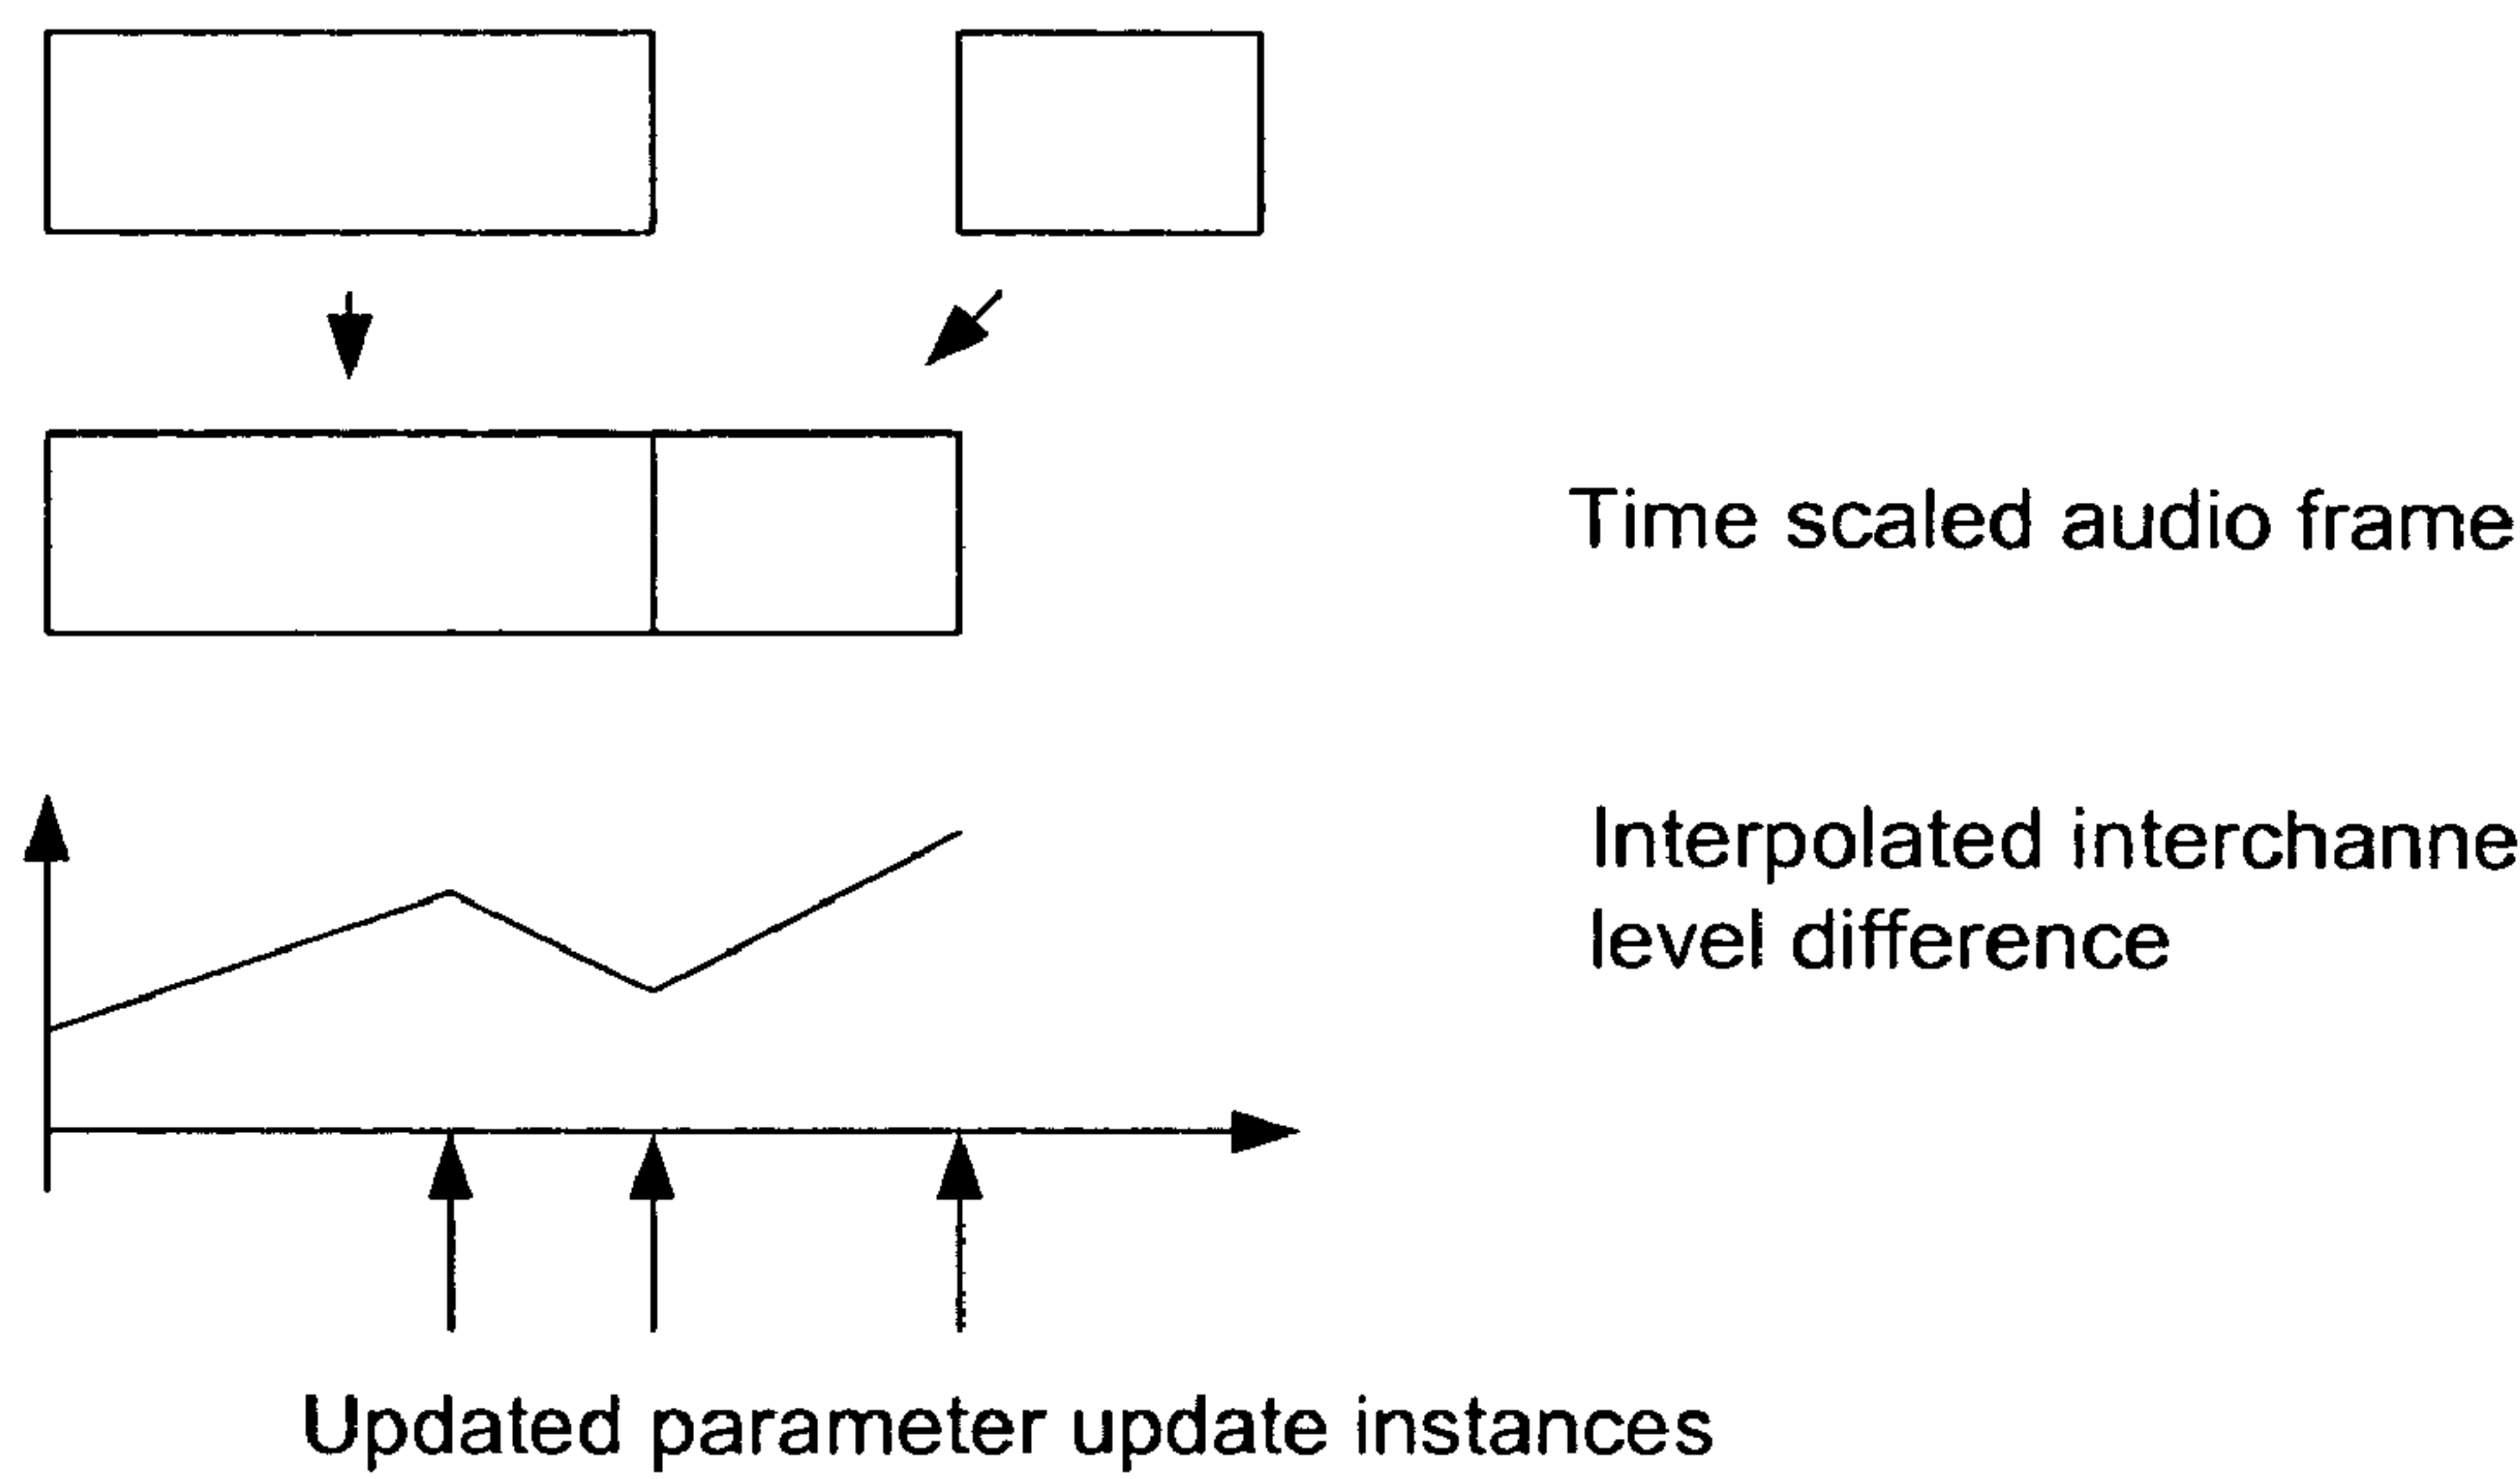 Time scaled audio frame
Interpolated interchanne
level difference
Updated parameter update instances